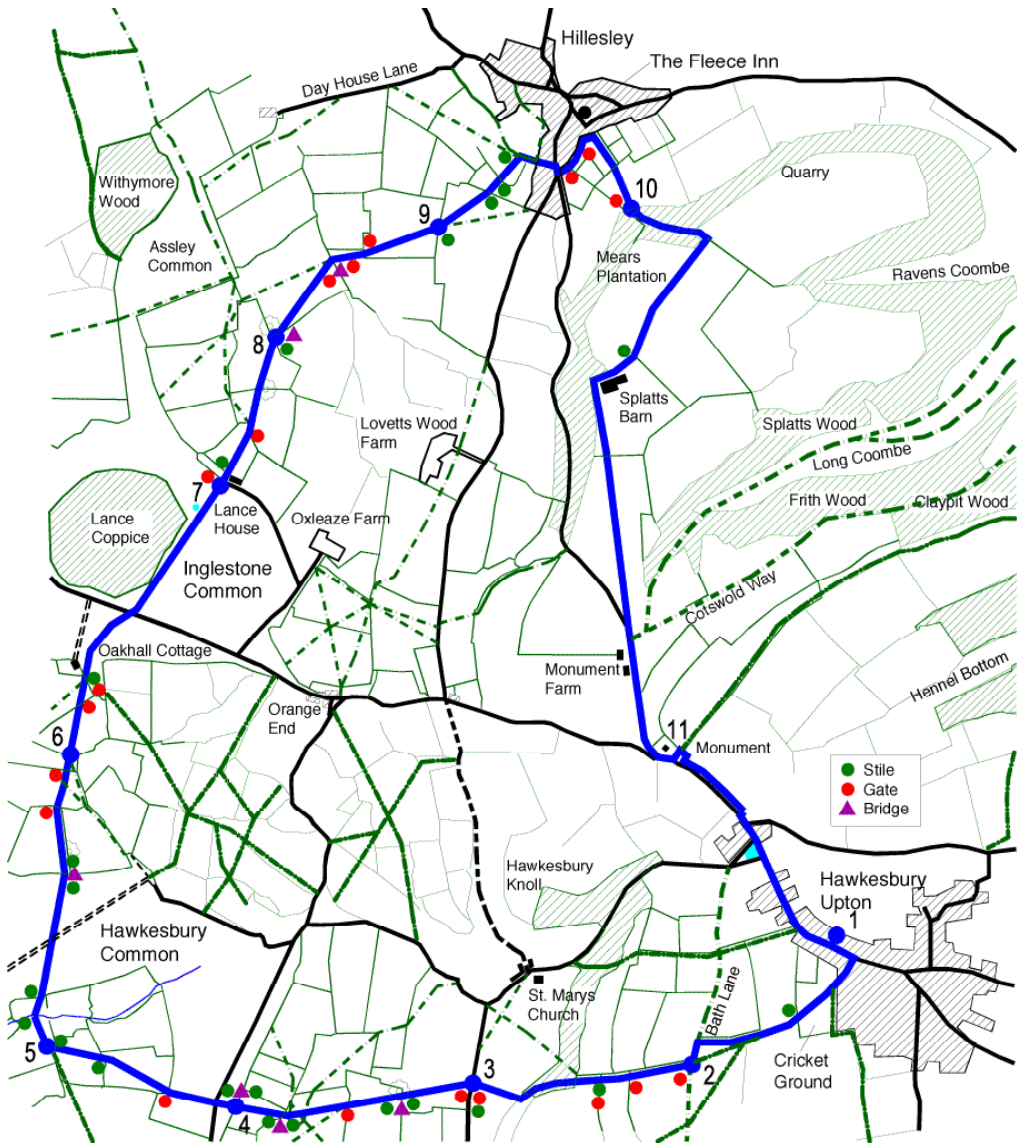 Hillesley
The Fleece Inn
Day House Lane
Quarry
Withymore
Wood
10
9
Assley
Common
Mears
Plantation
Ravens Coombe
8
Splatts
Barn
Lovetts Wood
Farm
Splatts Wood
Long Coombe
7
Lance
House
Oxleaze Farm
Frith Wood
Claypit Wood
Lance
Coppice
Inglestone
Common
Cotswold Way
Oakhall Cottage
Monument
Farm
Hennel Bottom
Orange
End
6
11
Monument
Stile
Gate
Bridge
Hawkesbury
Knoll
Hawkesbury
Upton
1
Hawkesbury
Common
St. Marys
Church
Bath Lane
5
3
2
Cricket
Ground
4